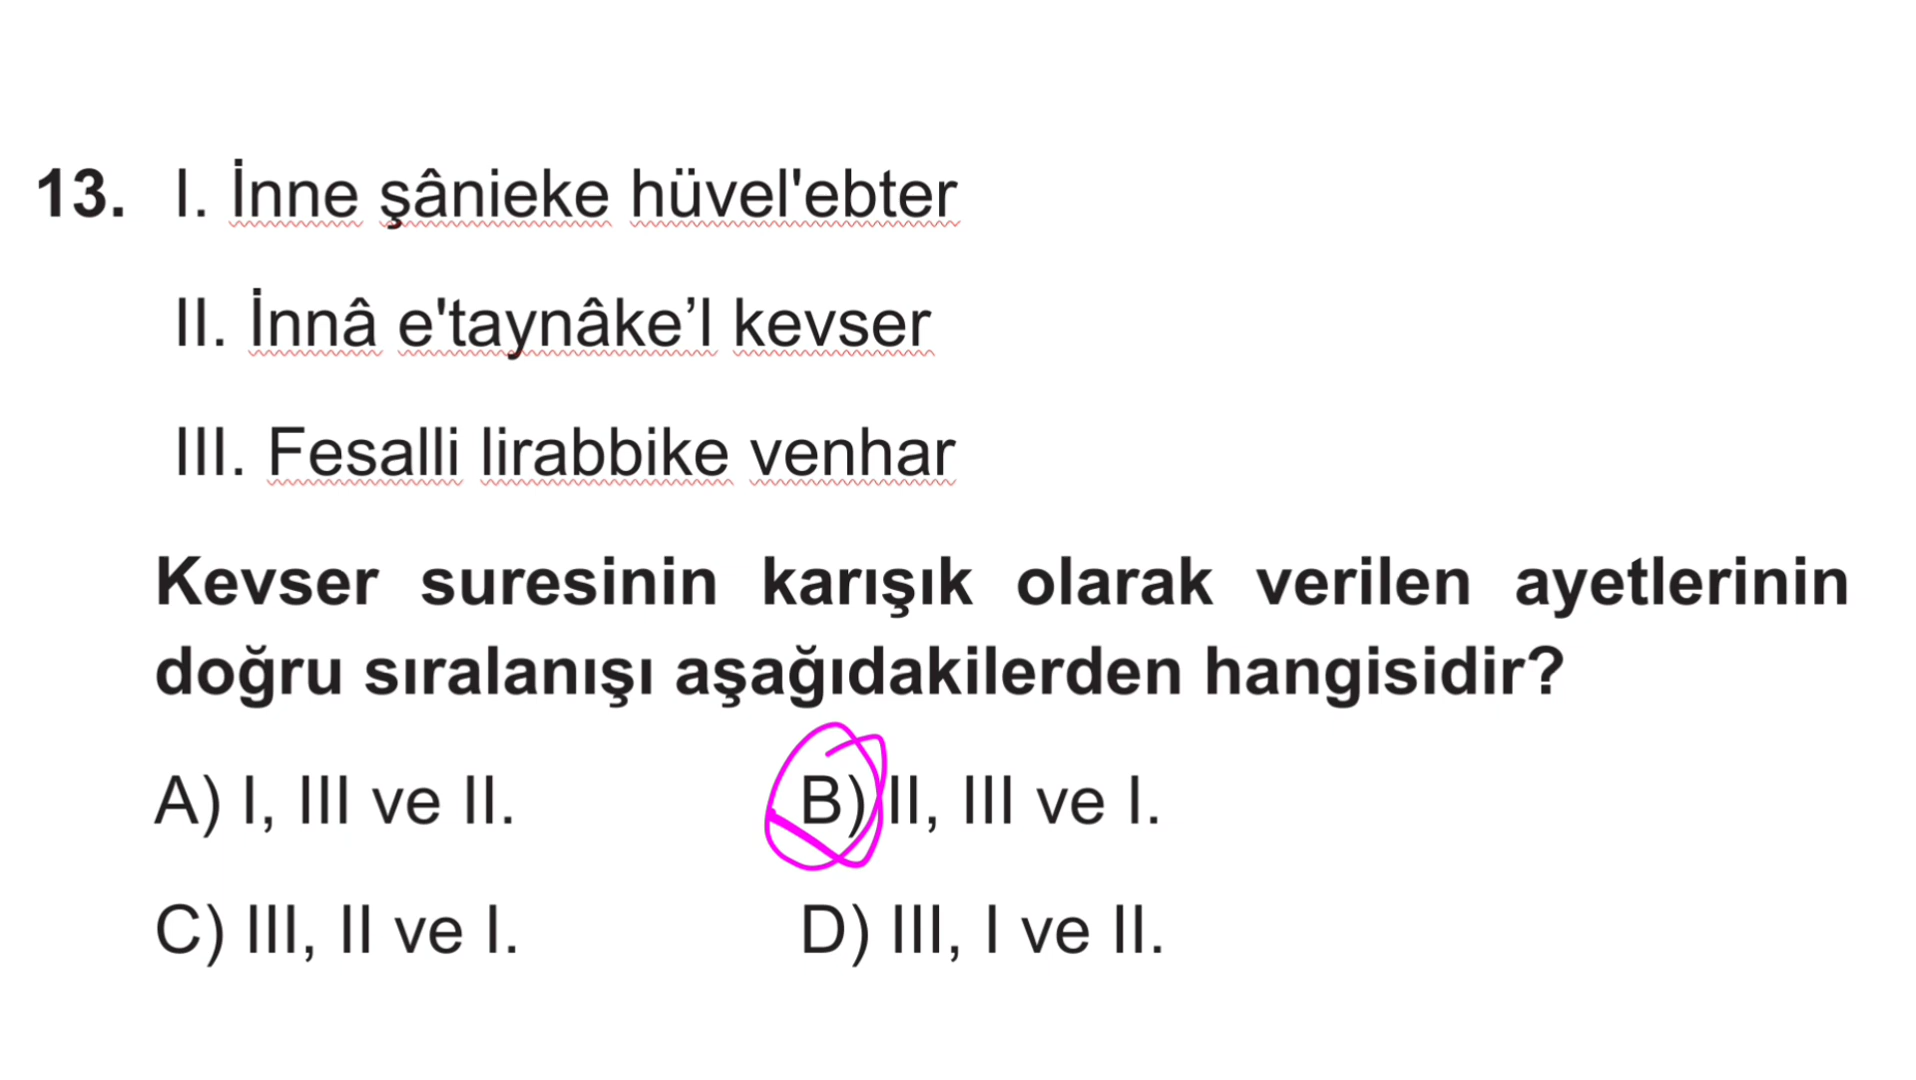 13. I. İnne şânieke hüvel'ebter
II. İnnâ e'taynâke’l kevser
III. Fesalli lirabbike venhar
Kevser suresinin karışık olarak verilen ayetlerinin
doğru sıralanışı aşağıdakilerden hangisidir?
A) I, III ve II. B) II, III ve I.
C) III, II ve I. D) III, I ve II.